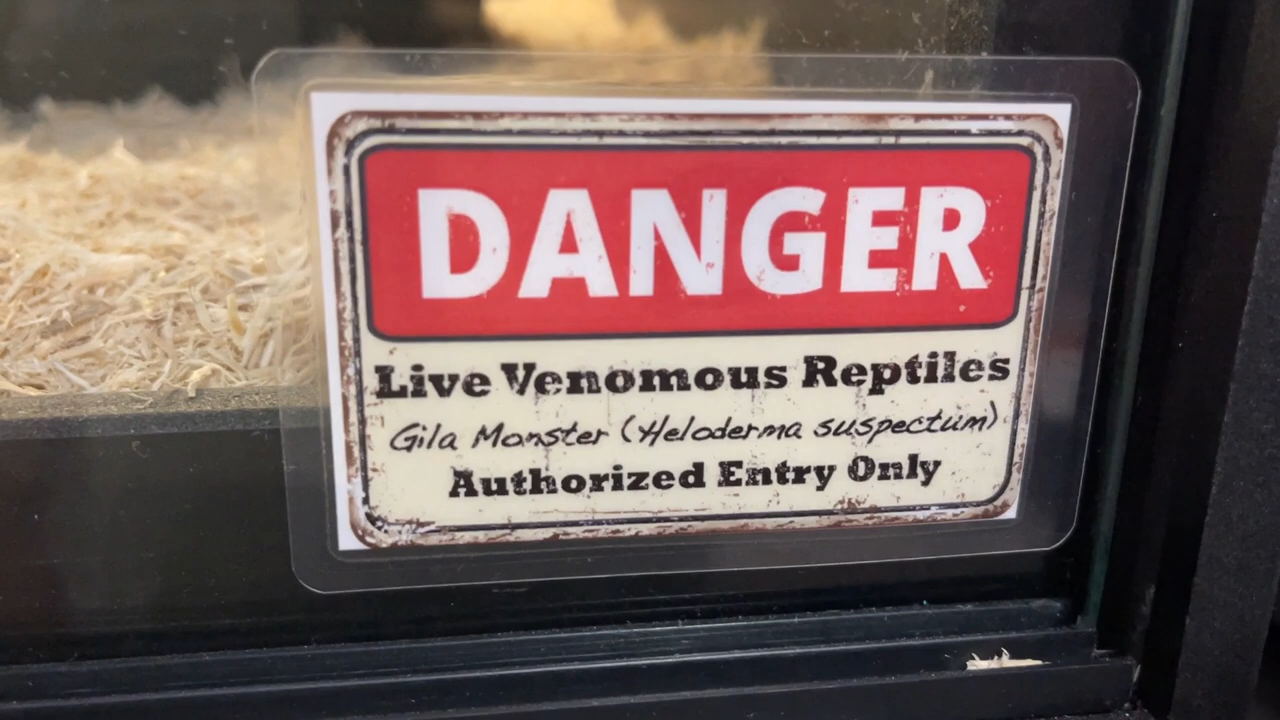 DANGER
Live Venomous Reptiles
Gila Monster (Heloderma suspectum)
Authorized Entry Only